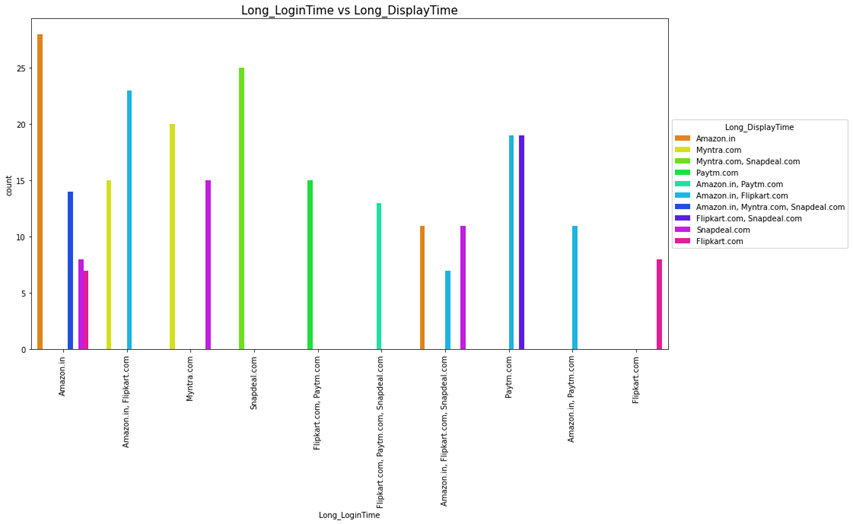 Long_LoginTime vs Long_DisplayTime
25
20
15
10
5
0
count
Amazon.in
Amazon.in, Flipkart.com
Myntra.com
Snapdeal.com
Flipkart.com, Paytm.com
Flipkart.com, Paytm.com, Snapdeal.com
Amazon.in, Flipkart.com, Snapdeal.com
Paytm.com
Amazon.in, Paytm.com
Flipkart.com
Long_LoginTime
Long_DisplayTime
Amazon.in
Myntra.com
Myntra.com, Snapdeal.com
Paytm.com
Amazon.in, Paytm.com
Amazon.in, Flipkart.com
Amazon.in, Myntra.com, Snapdeal.com
Flipkart.com, Snapdeal.com
Snapdeal.com
Flipkart.com